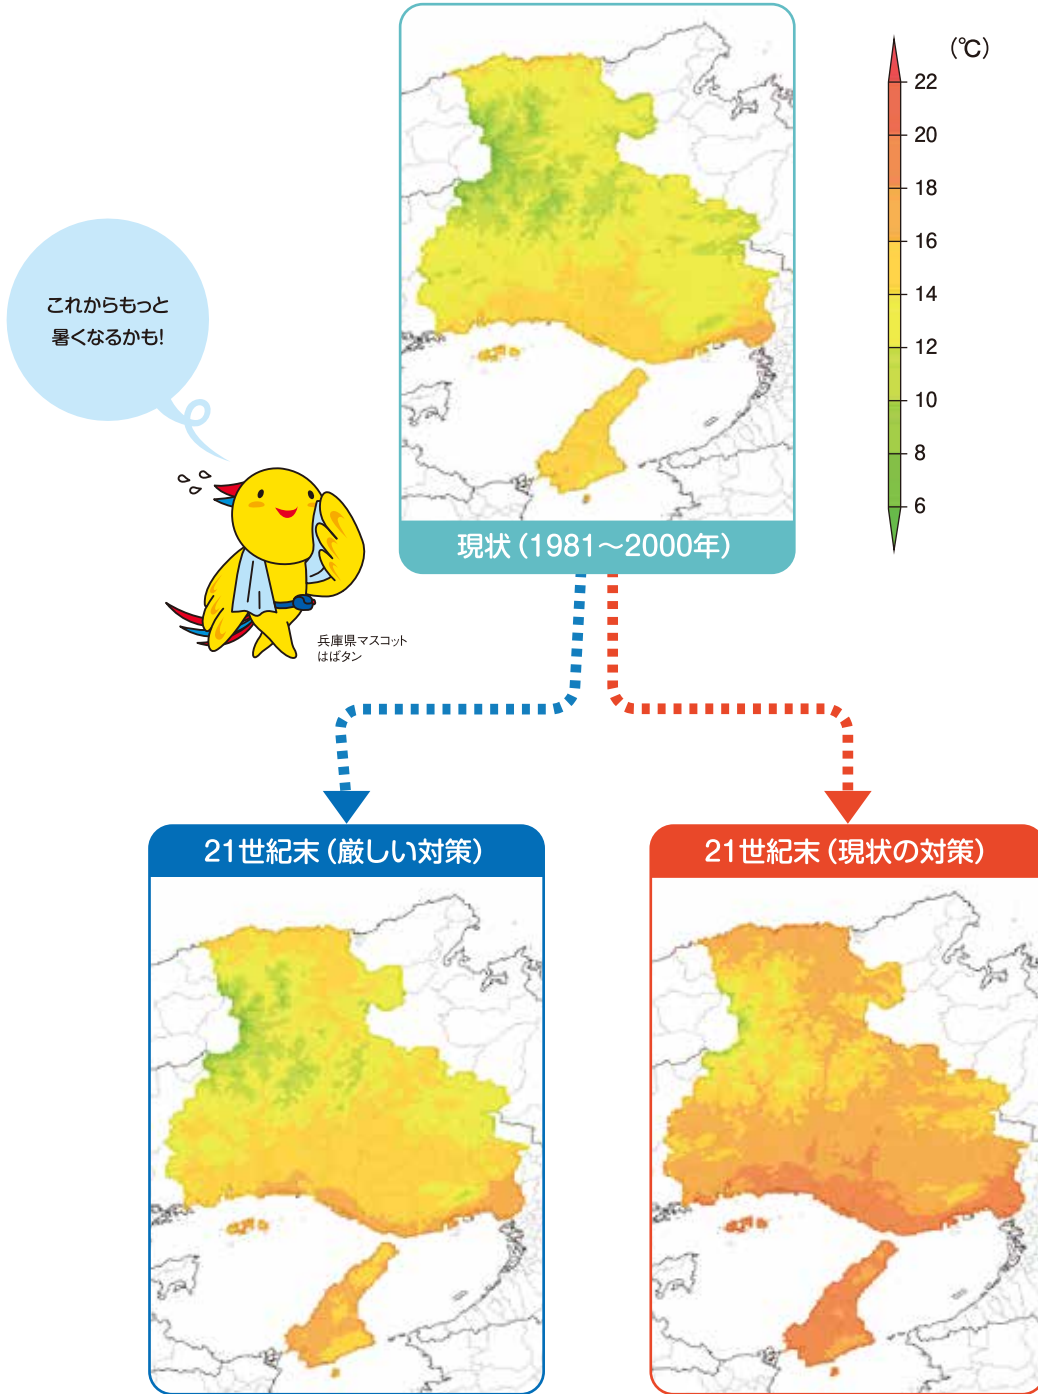 (℃)
22
20
18
16
14
12
10
8
6
これからもっと
暑くなるかも!
現状(1981～2000年)
兵庫県マスコット
はばタン
21世紀末(厳しい対策)
21世紀末(現状の対策)